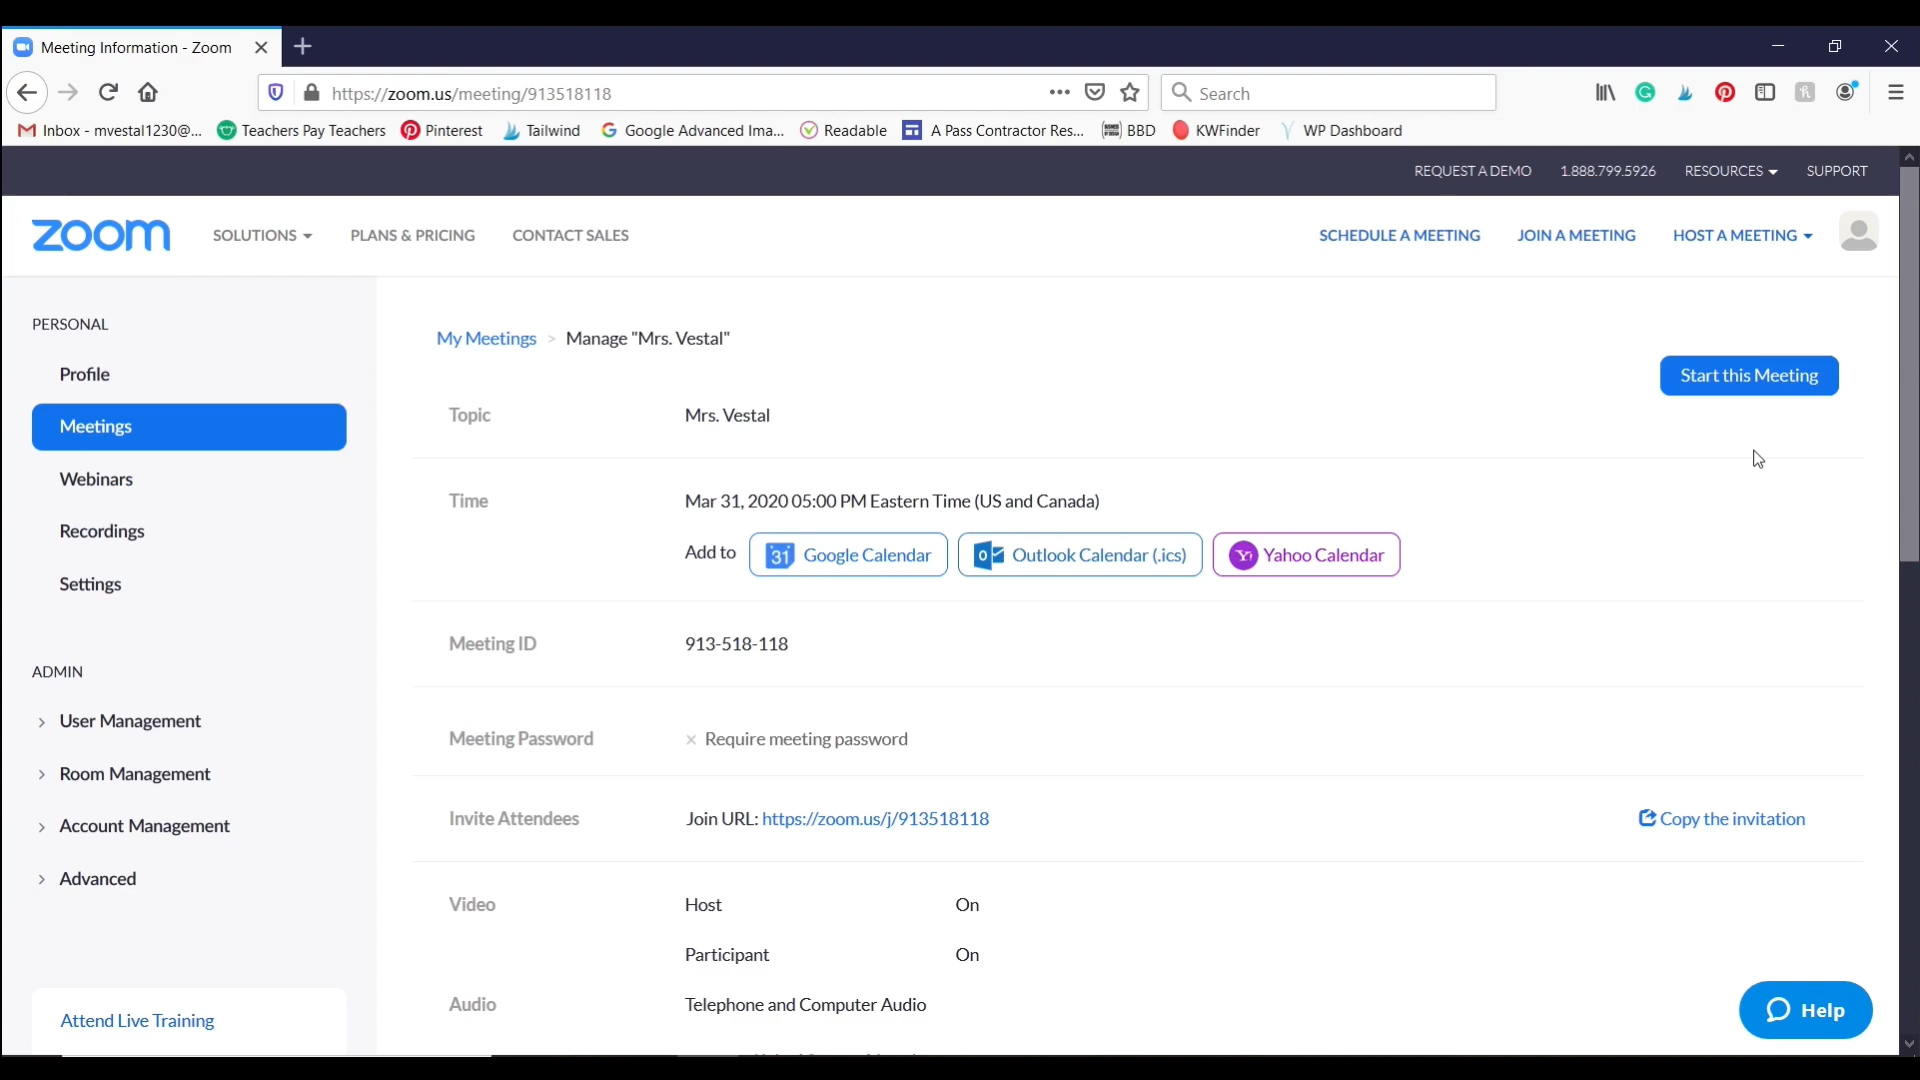 Meeting Information - Zoom
https://zoom.us/meeting/913518118
Search
Inbox - mvestal1230@...
Teachers Pay Teachers
Pinterest
Tailwind
Google Advanced Ima...
Readable
A Pass Contractor Res...
BBD
KWFinder
WP Dashboard
REQUEST A DEMO
1.888.799.5926
RESOURCES
SUPPORT
zoom
SOLUTIONS
PLANS & PRICING
CONTACT SALES
SCHEDULE A MEETING
JOIN A MEETING
HOST A MEETING
PERSONAL
Profile
Meetings
Webinars
Recordings
Settings
ADMIN
User Management
Room Management
Account Management
Advanced
Attend Live Training
My Meetings > Manage "Mrs. Vestal"
Start this Meeting
Topic
Mrs. Vestal
Time
Mar 31, 2020 05:00 PM Eastern Time (US and Canada)
Add to
31 Google Calendar
Outlook Calendar (.ics)
Yahoo Calendar
Meeting ID
913-518-118
Meeting Password
Require meeting password
Invite Attendees
Join URL: https://zoom.us/j/913518118
Copy the invitation
Video
Host
On
Participant
On
Audio
Telephone and Computer Audio
Help